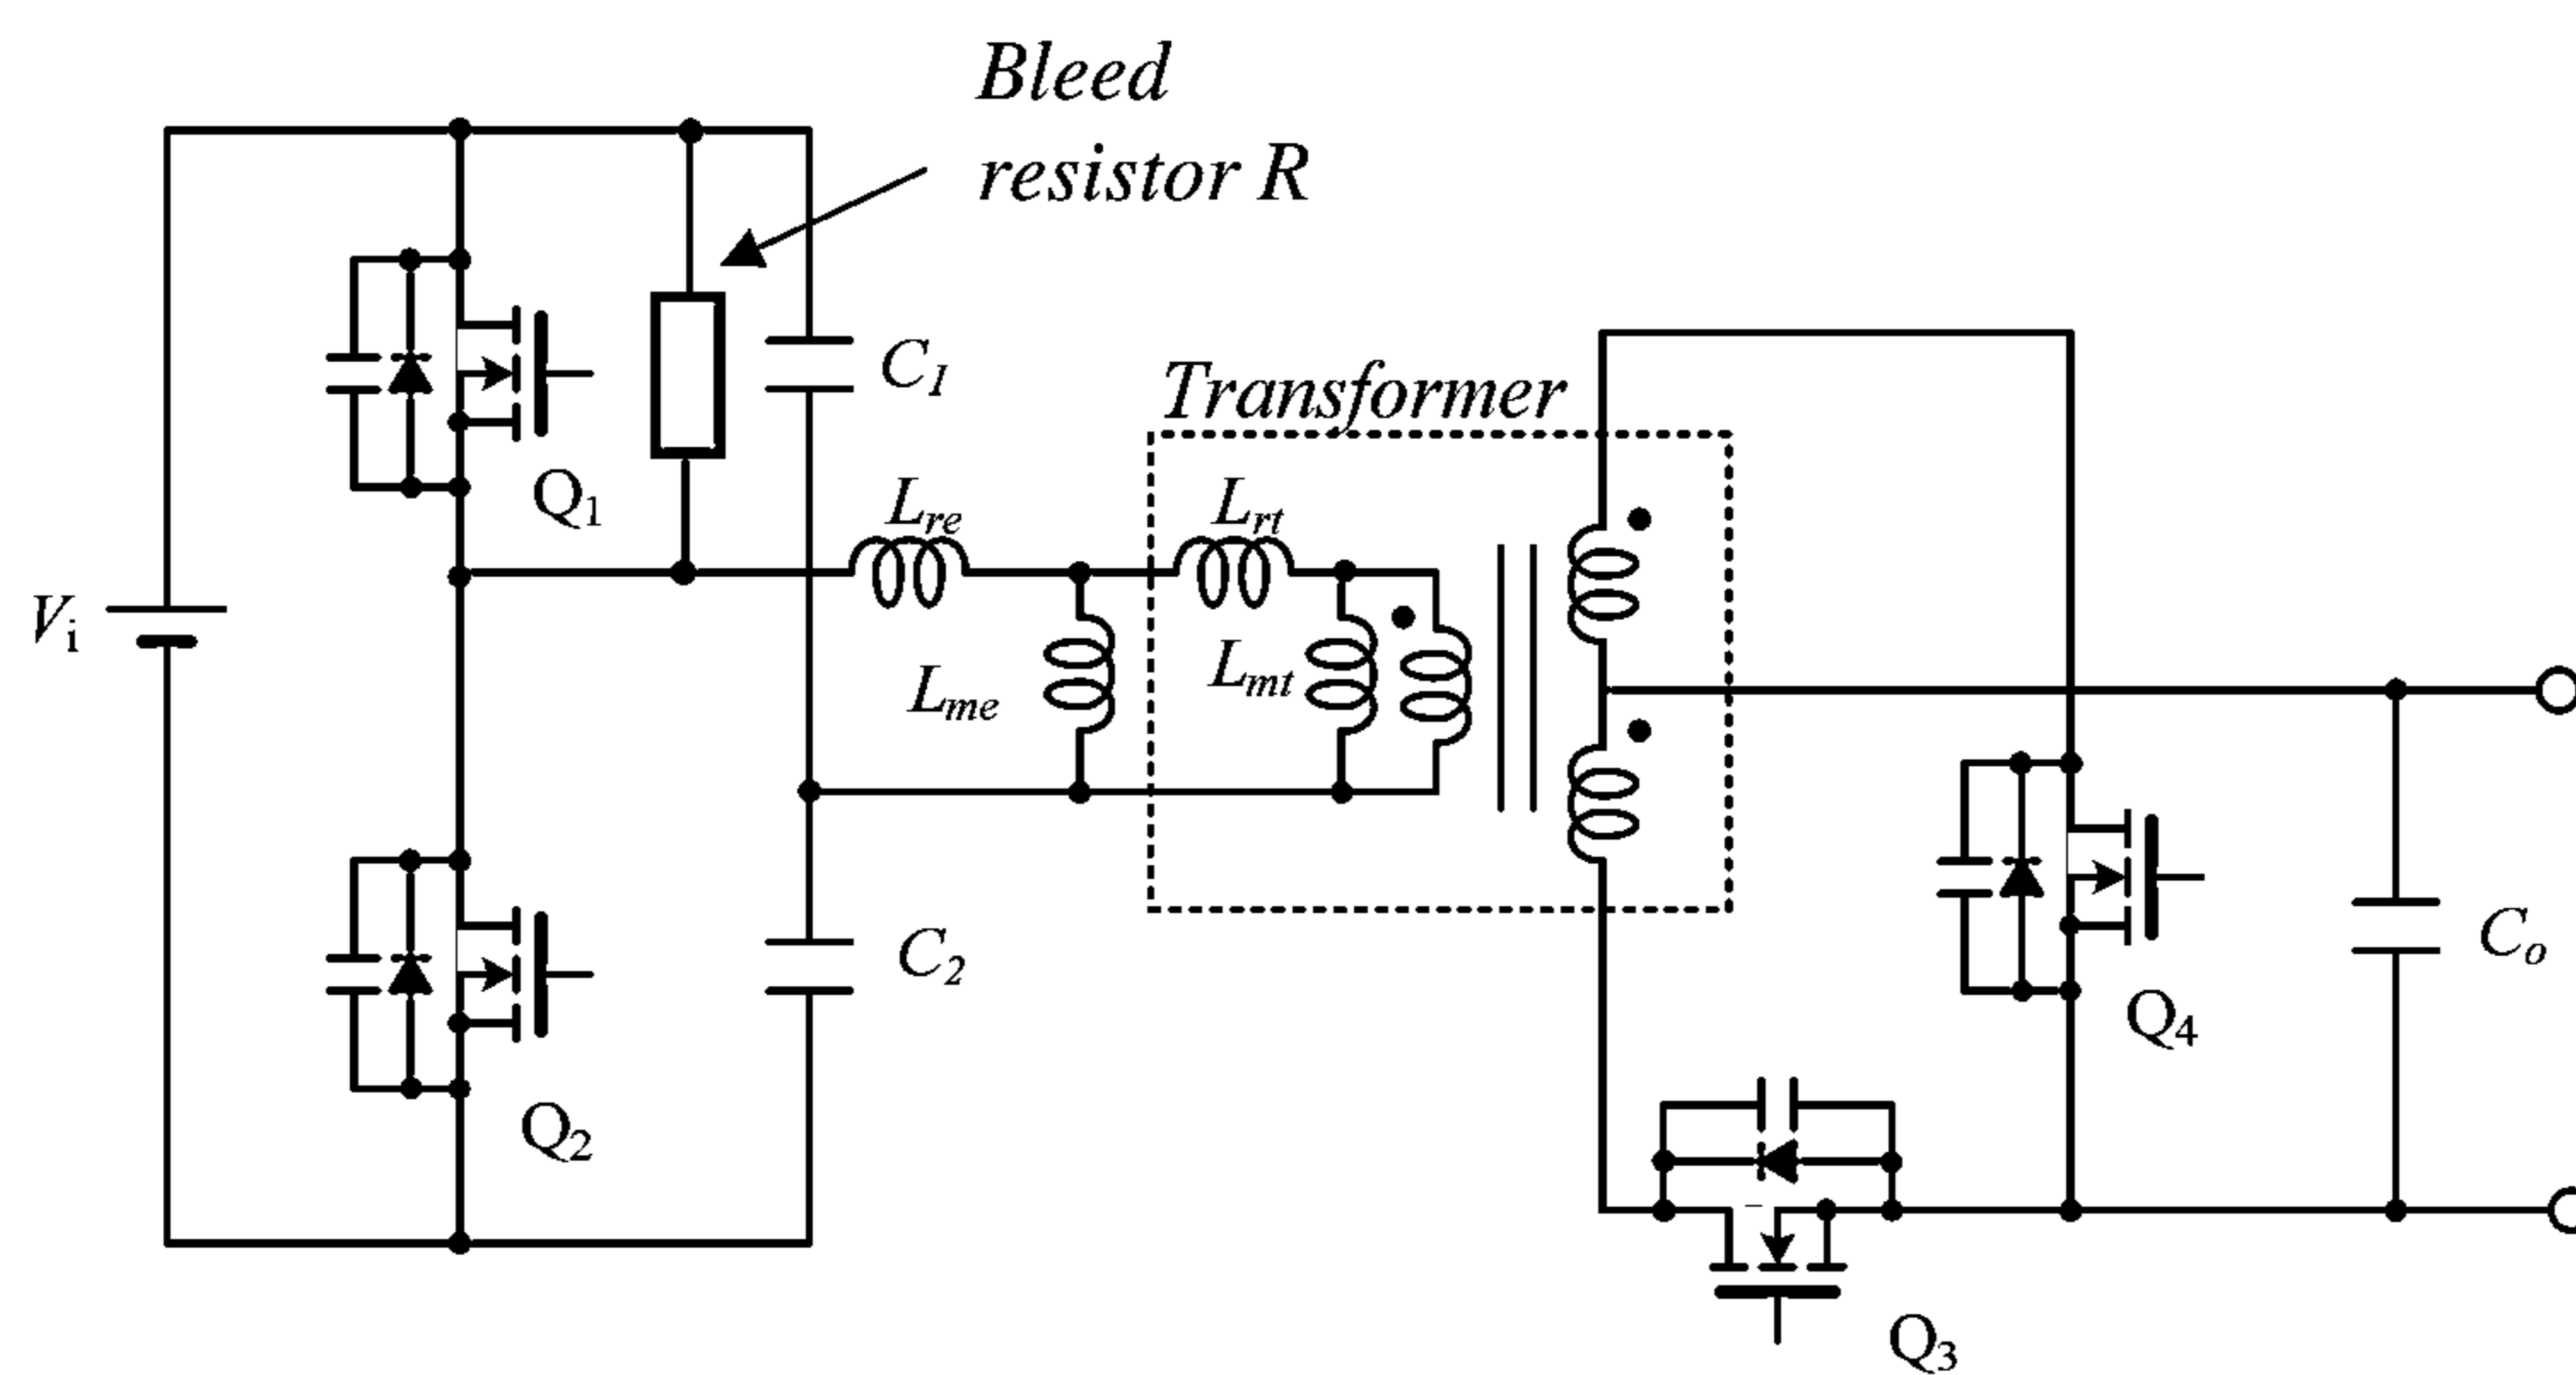 Bleed
resistor R
C1
Transformer
Q1
Lre
Lrt
Vi
Lme
Lmt
C2
Co
Q4
Q2
Q3